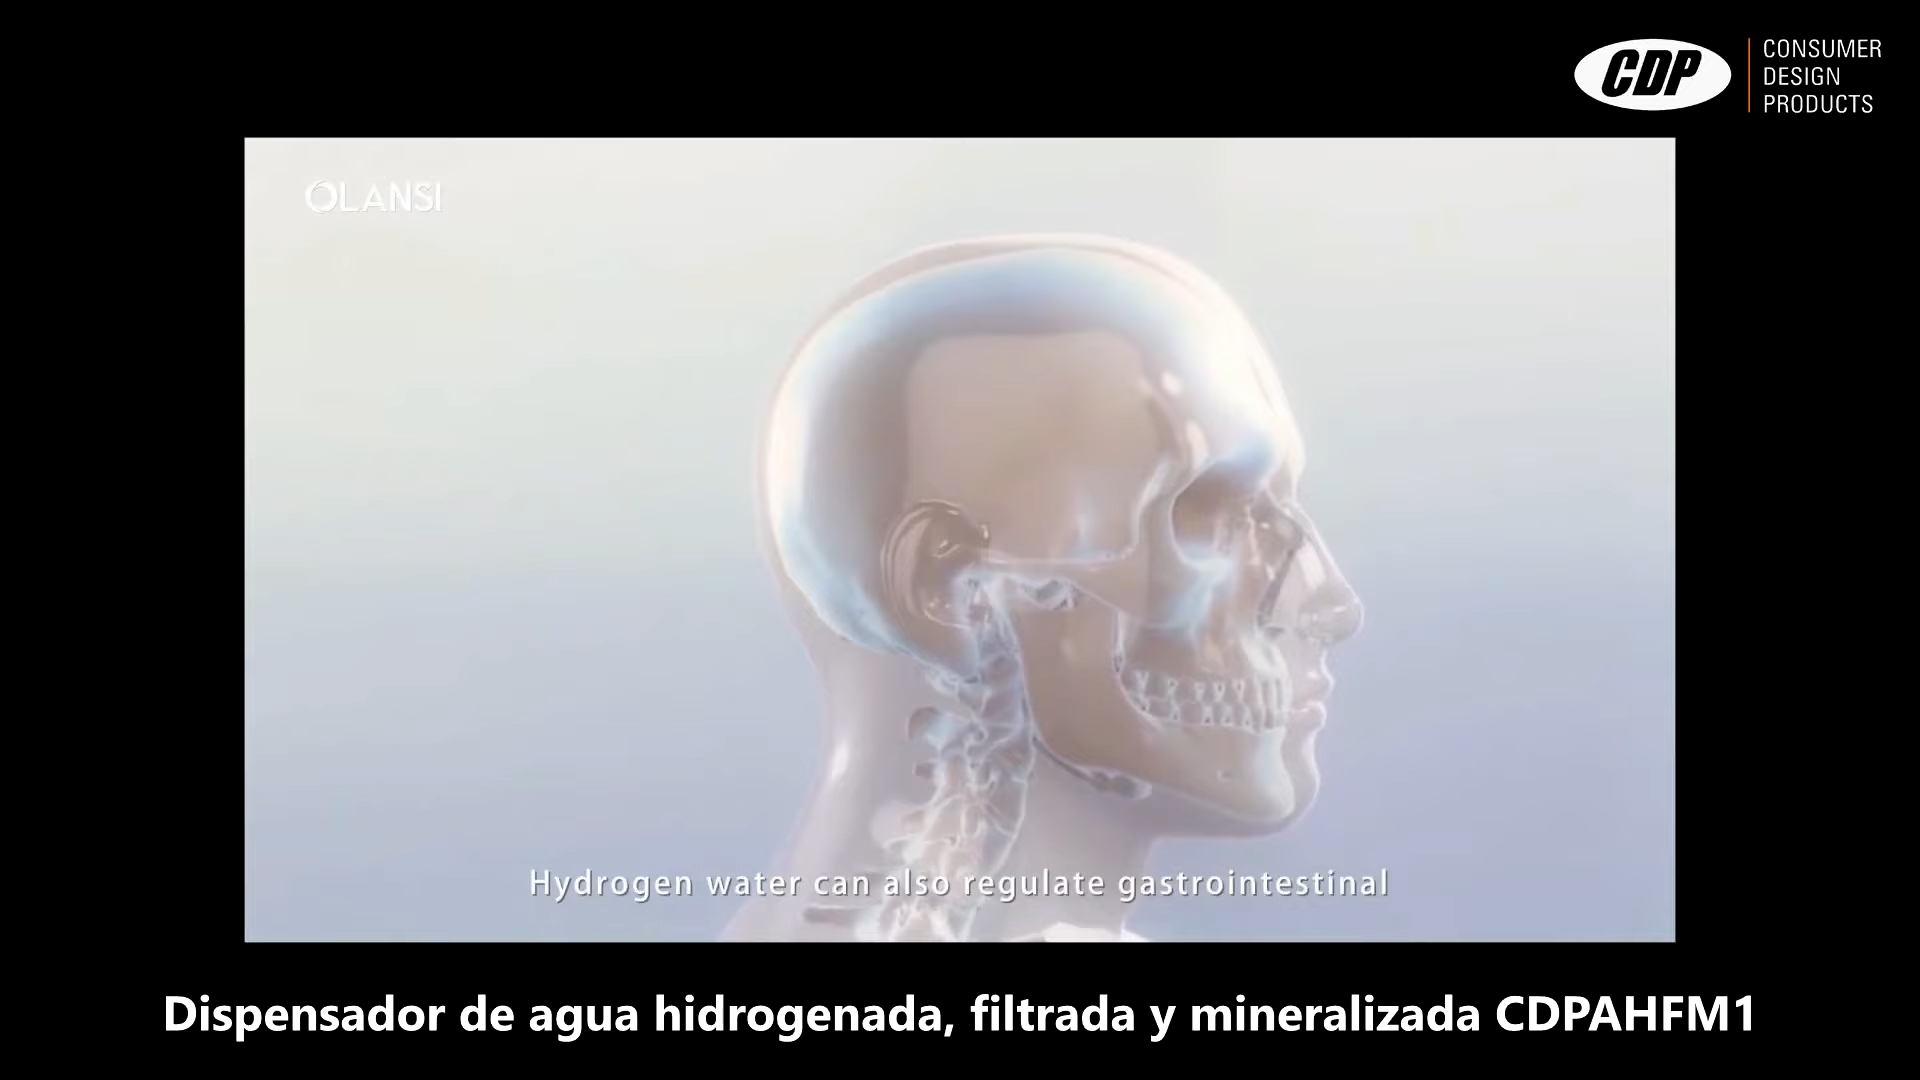 CDP
CONSUMER
DESIGN
PRODUCTS
OLANSI
Hydrogen water can also regulate gastrointestinal
Dispensador de agua hidrogenada, filtrada y mineralizada CDPAHFM1